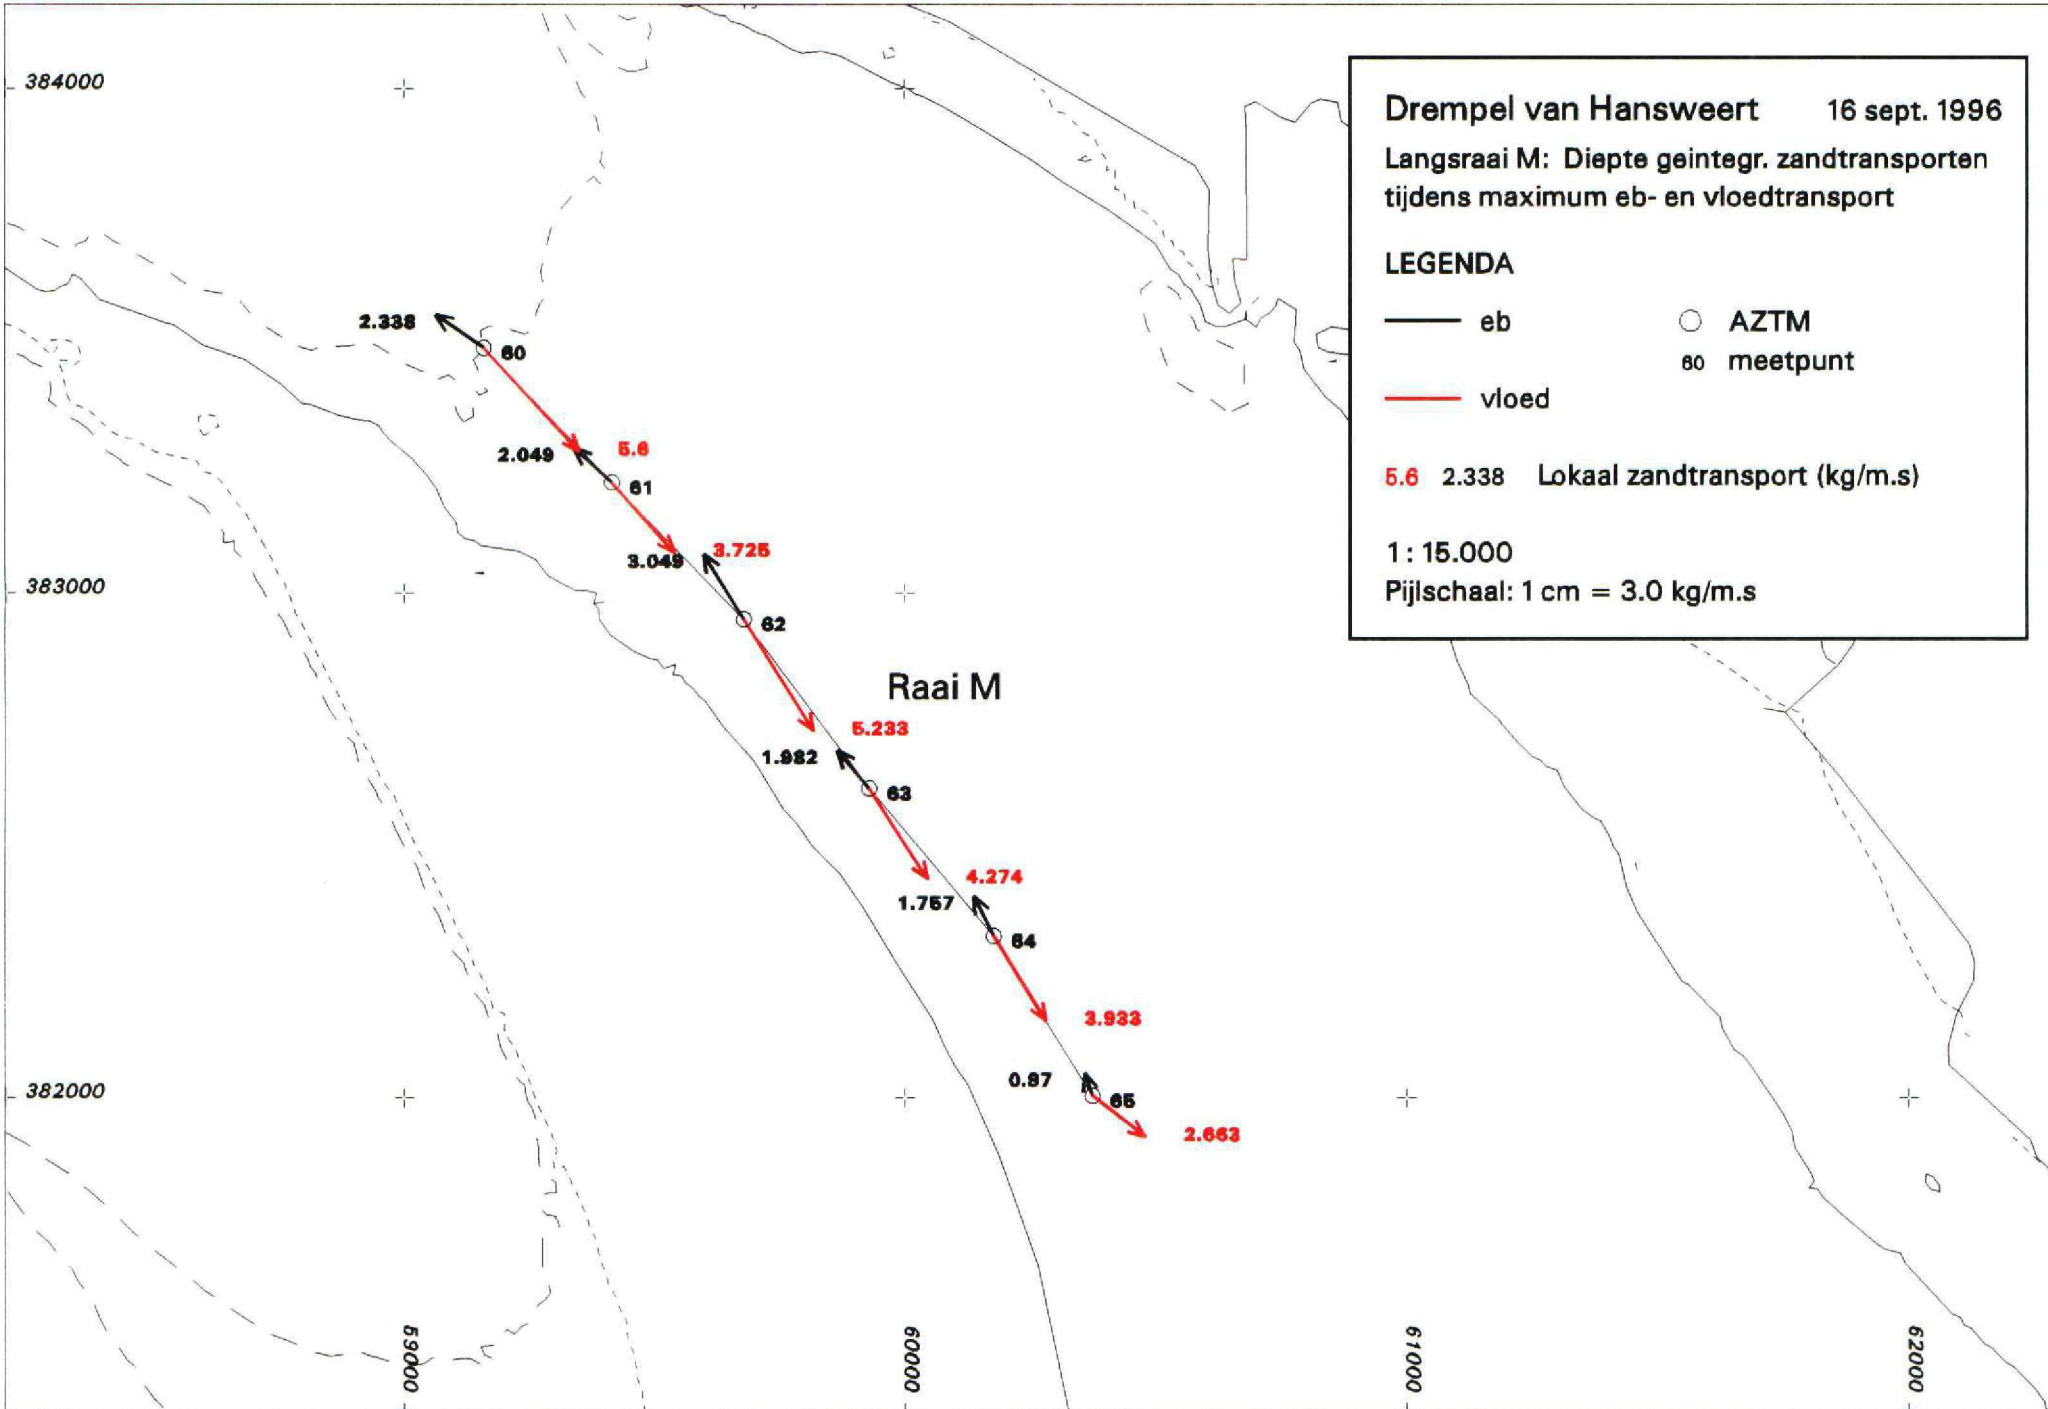 384000
383000
382000
59000
60000
61000
62000
Drempel van Hansweert 16 sept. 1996
Langsraai M: Diepte geintegr. zandtransporten
tijdens maximum eb- en vloedtransport
LEGENDA
eb
AZTM
60 meetpunt
vloed
5.6 2.338 Lokaal zandtransport (kg/m.s)
1 : 15.000
Pijlschaal: 1 cm = 3.0 kg/m.s
2.338
60
5.6
2.049
61
3.725
3.049
62
Raai M
5.233
1.982
63
4.274
1.757
64
3.933
0.97
65
2.663